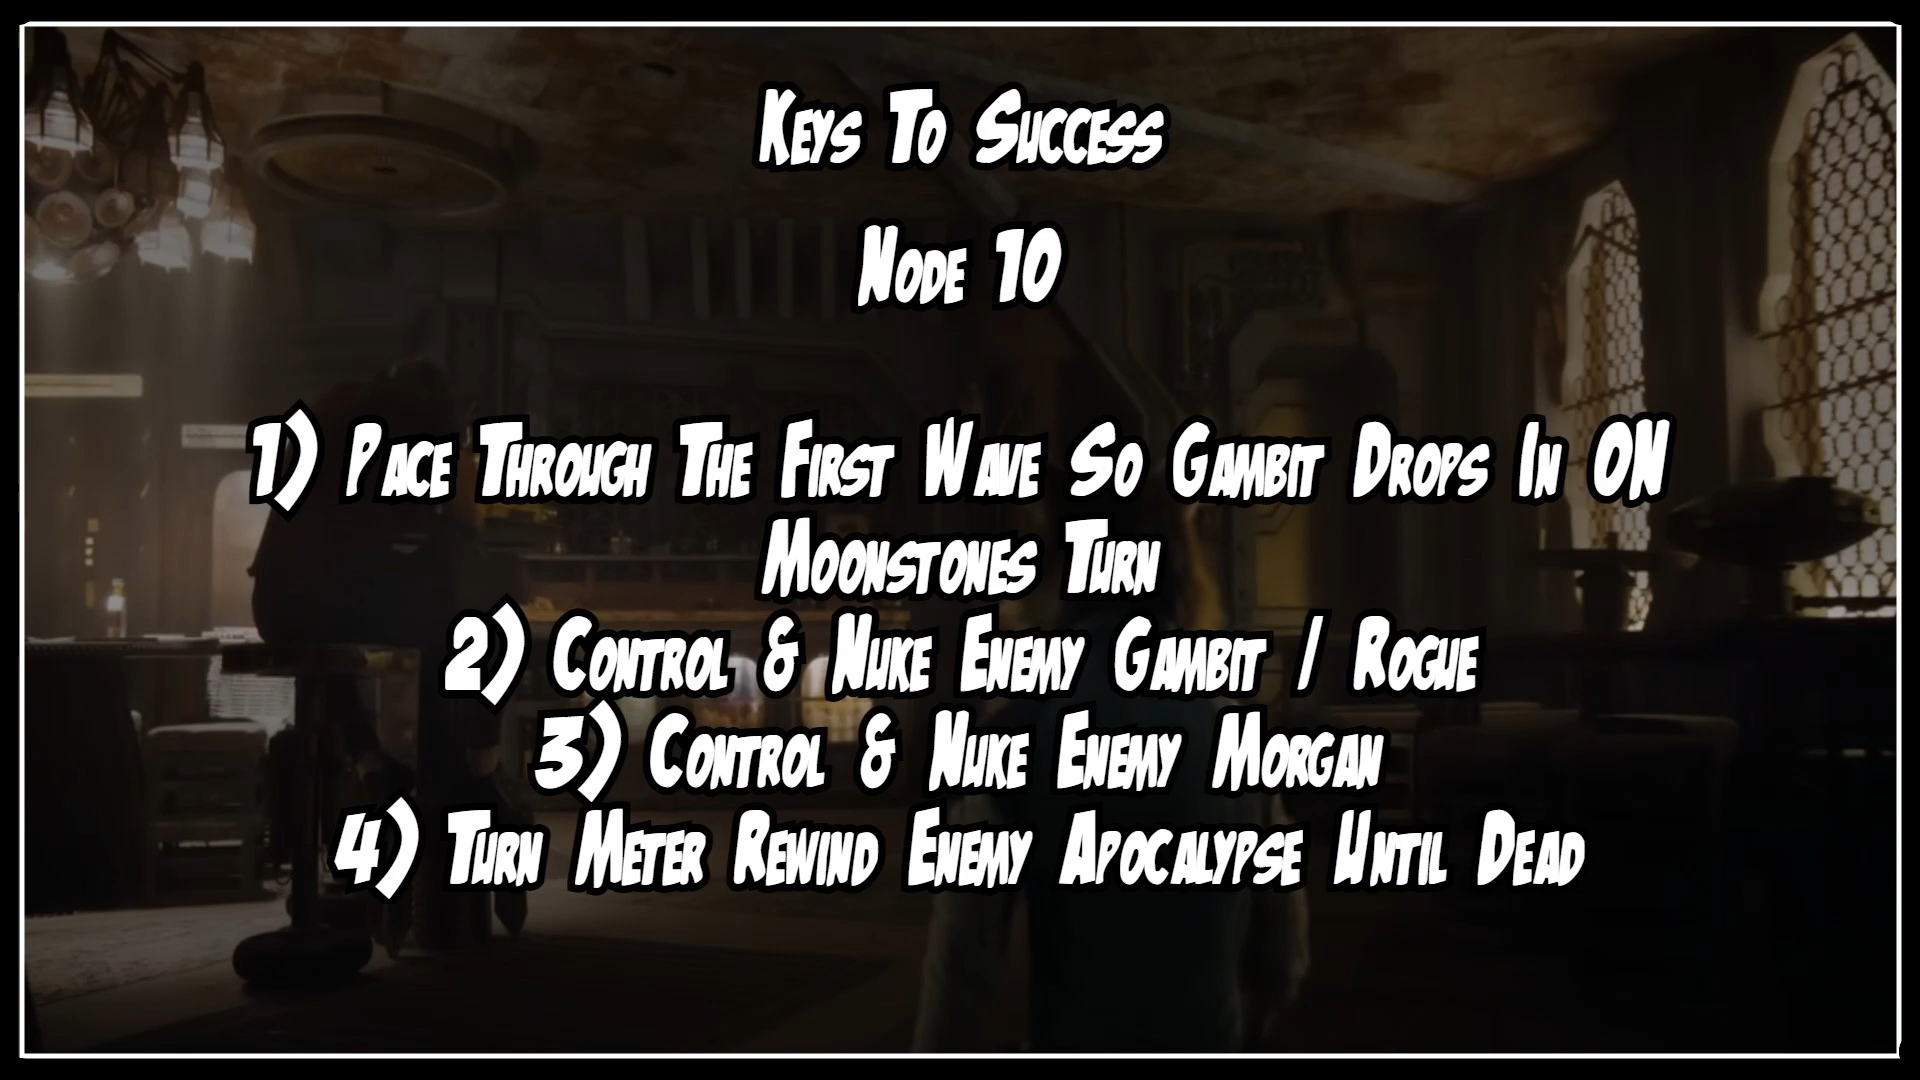 Keys To Success
Node 10
1) Pace Through The First Wave So Gambit Drops In ON
Moonstones Turn
2) Control & Nuke Enemy Gambit / Rogue
3) Control & Nuke Enemy Morgan
4) Turn Meter Rewind Enemy Apocalypse Until Dead